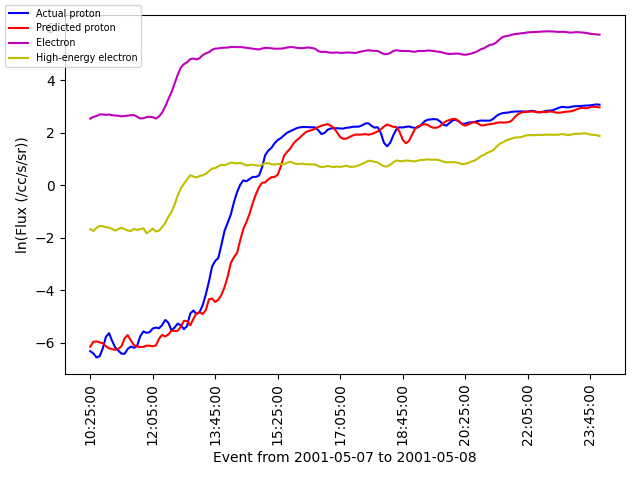 Actual proton
Predicted proton
Electron
High-energy electron
4
2
0
−2
−4
−6
ln(Flux (/cc/s/sr))
10:25:00
12:05:00
13:45:00
15:25:00
17:05:00
18:45:00
20:25:00
22:05:00
23:45:00
Event from 2001-05-07 to 2001-05-08